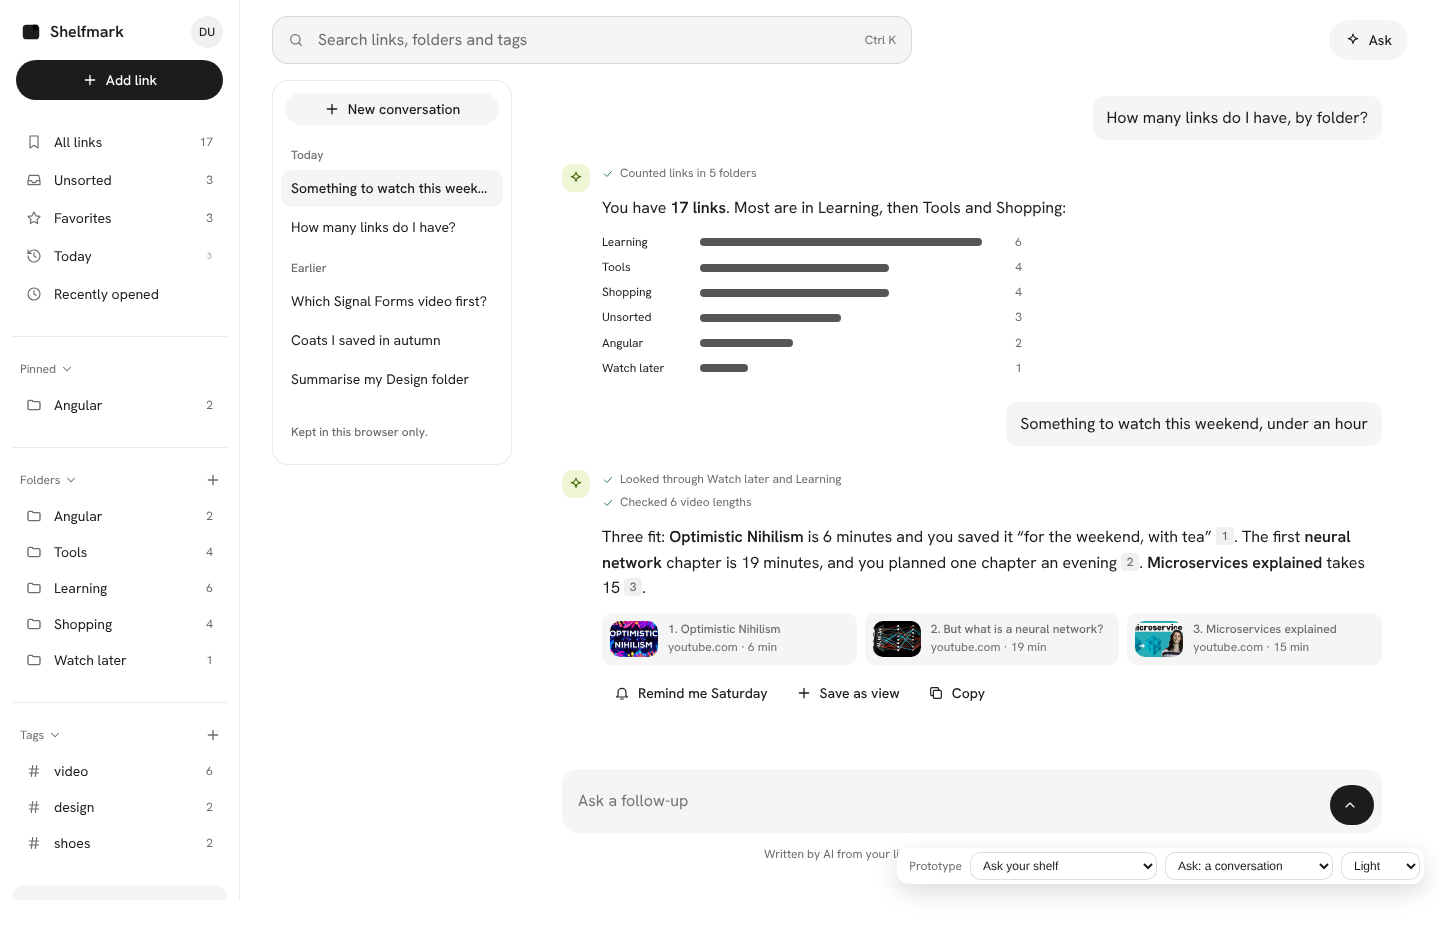 Shelfmark
DU
Add link
All links 17
Unsorted 3
Favorites 3
Today 3
Recently opened
Pinned
Angular 2
Folders
Angular 2
Tools 4
Learning 6
Shopping 4
Watch later 1
Tags
video 6
design 2
shoes 2
Search links, folders and tags Ctrl K
Ask
New conversation
Today
Something to watch this week...
How many links do I have?
Earlier
Which Signal Forms video first?
Coats I saved in autumn
Summarise my Design folder
Kept in this browser only.
How many links do I have, by folder?
Counted links in 5 folders
You have 17 links. Most are in Learning, then Tools and Shopping:
Learning 6
Tools 4
Shopping 4
Unsorted 3
Angular 2
Watch later 1
Something to watch this weekend, under an hour
Looked through Watch later and Learning
Checked 6 video lengths
Three fit: Optimistic Nihilism is 6 minutes and you saved it “for the weekend, with tea” 1. The first neural
network chapter is 19 minutes, and you planned one chapter an evening 2. Microservices explained takes
15 3.
OPTIMISTIC
NIHILISM
1. Optimistic Nihilism
youtube.com · 6 min
2. But what is a neural network?
youtube.com · 19 min
3. Microservices explained
youtube.com · 15 min
Remind me Saturday
Save as view
Copy
Ask a follow-up
Written by AI from your
Prototype Ask your shelf Ask: a conversation Light